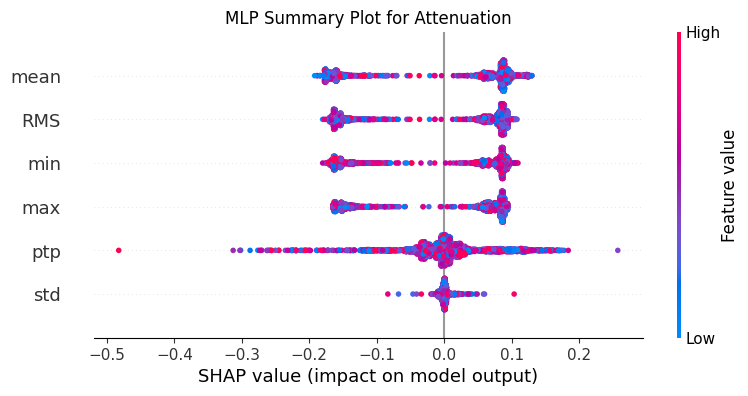 MLP Summary Plot for Attenuation
High
mean
RMS
min
max
ptp
std
Feature value
Low
−0.5 −0.4 −0.3 −0.2 −0.1 0.0 0.1 0.2
SHAP value (impact on model output)